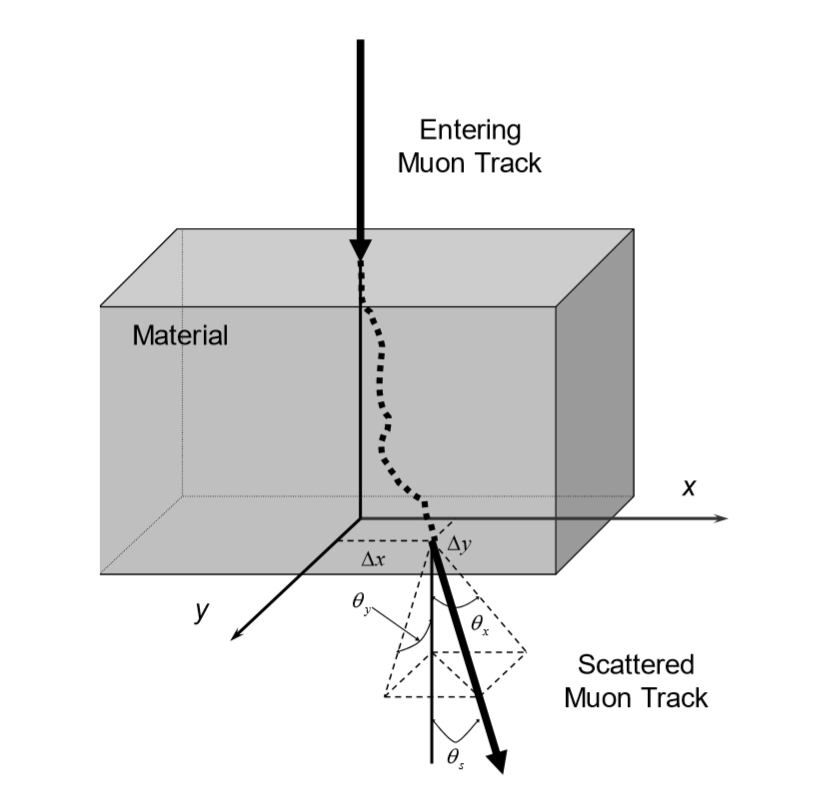 Entering
Muon Track
Material
x
Δx
Δy
y
θy
θx
Scattered
Muon Track
θs